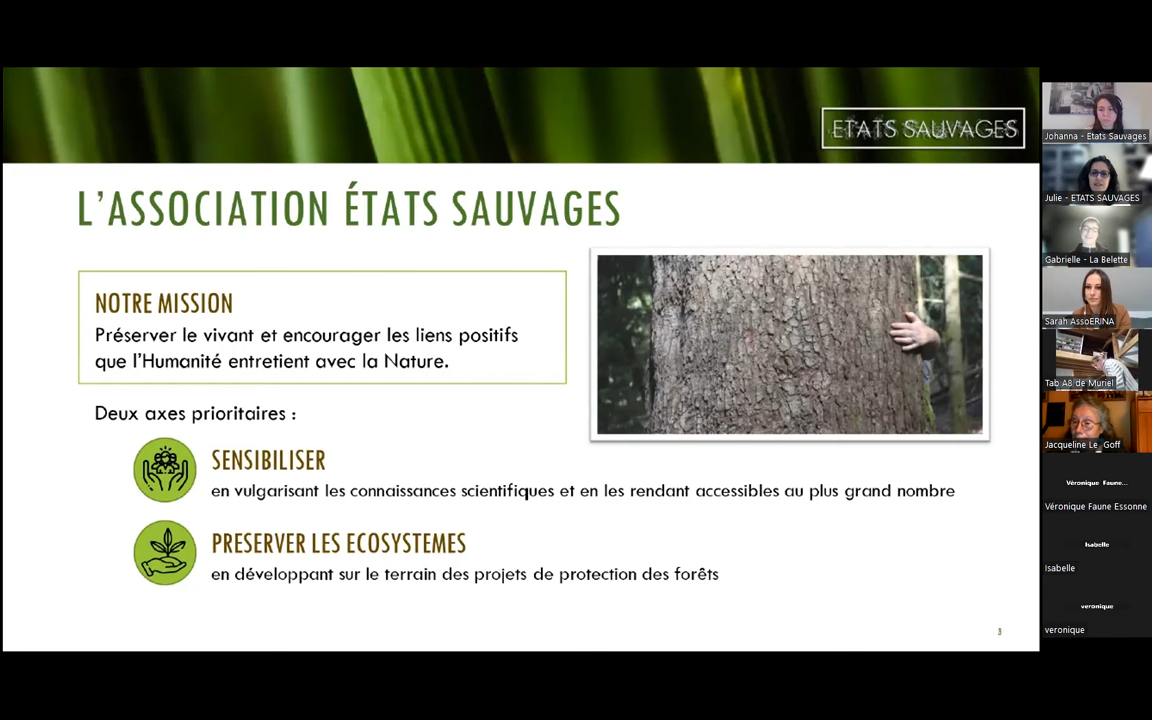 ETATS SAUVAGES
L'ASSOCIATION ÉTATS SAUVAGES
NOTRE MISSION
Préserver le vivant et encourager les liens positifs
que l'Humanité entretient avec la Nature.
Deux axes prioritaires :
SENSIBILISER
en vulgarisant les connaissances scientifiques et en les rendant accessibles au plus grand nombre
PRESERVER LES ECOSYSTEMES
en développant sur le terrain des projets de protection des forêts
3
Johanna - Etats Sauvages
Julie - ETATS SAUVAGES
Gabrielle - La Belette
Sarah AssoERINA
Tab A8 de Muriel
Jacqueline Le Goff
Véronique Faune...
Véronique Faune Essonne
Isabelle
Isabelle
veronique
veronique